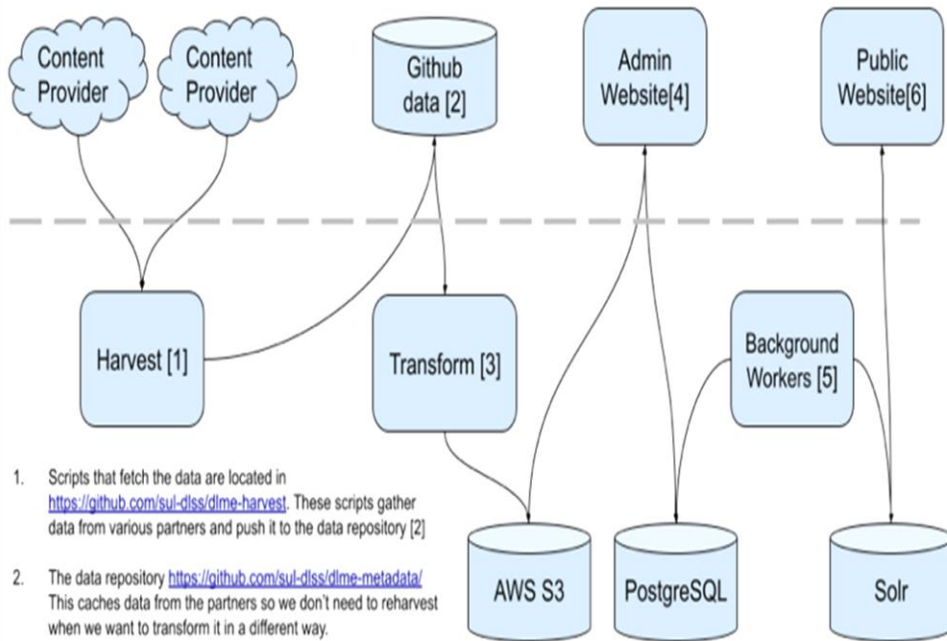 Content
Provider
Content
Provider
Github
data [2]
Admin
Website[4]
Public
Website[6]
Harvest [1]
Transform [3]
Background
Workers [5]
1. Scripts that fetch the data are located in
https://github.com/sul-dlss/dlme-harvest. These scripts gather
data from various partners and push it to the data repository [2]
2. The data repository https://github.com/sul-dlss/dlme-metadata/
This caches data from the partners so we don't need to reharvest
when we want to transform it in a different way.
AWS S3
PostgreSQL
Solr